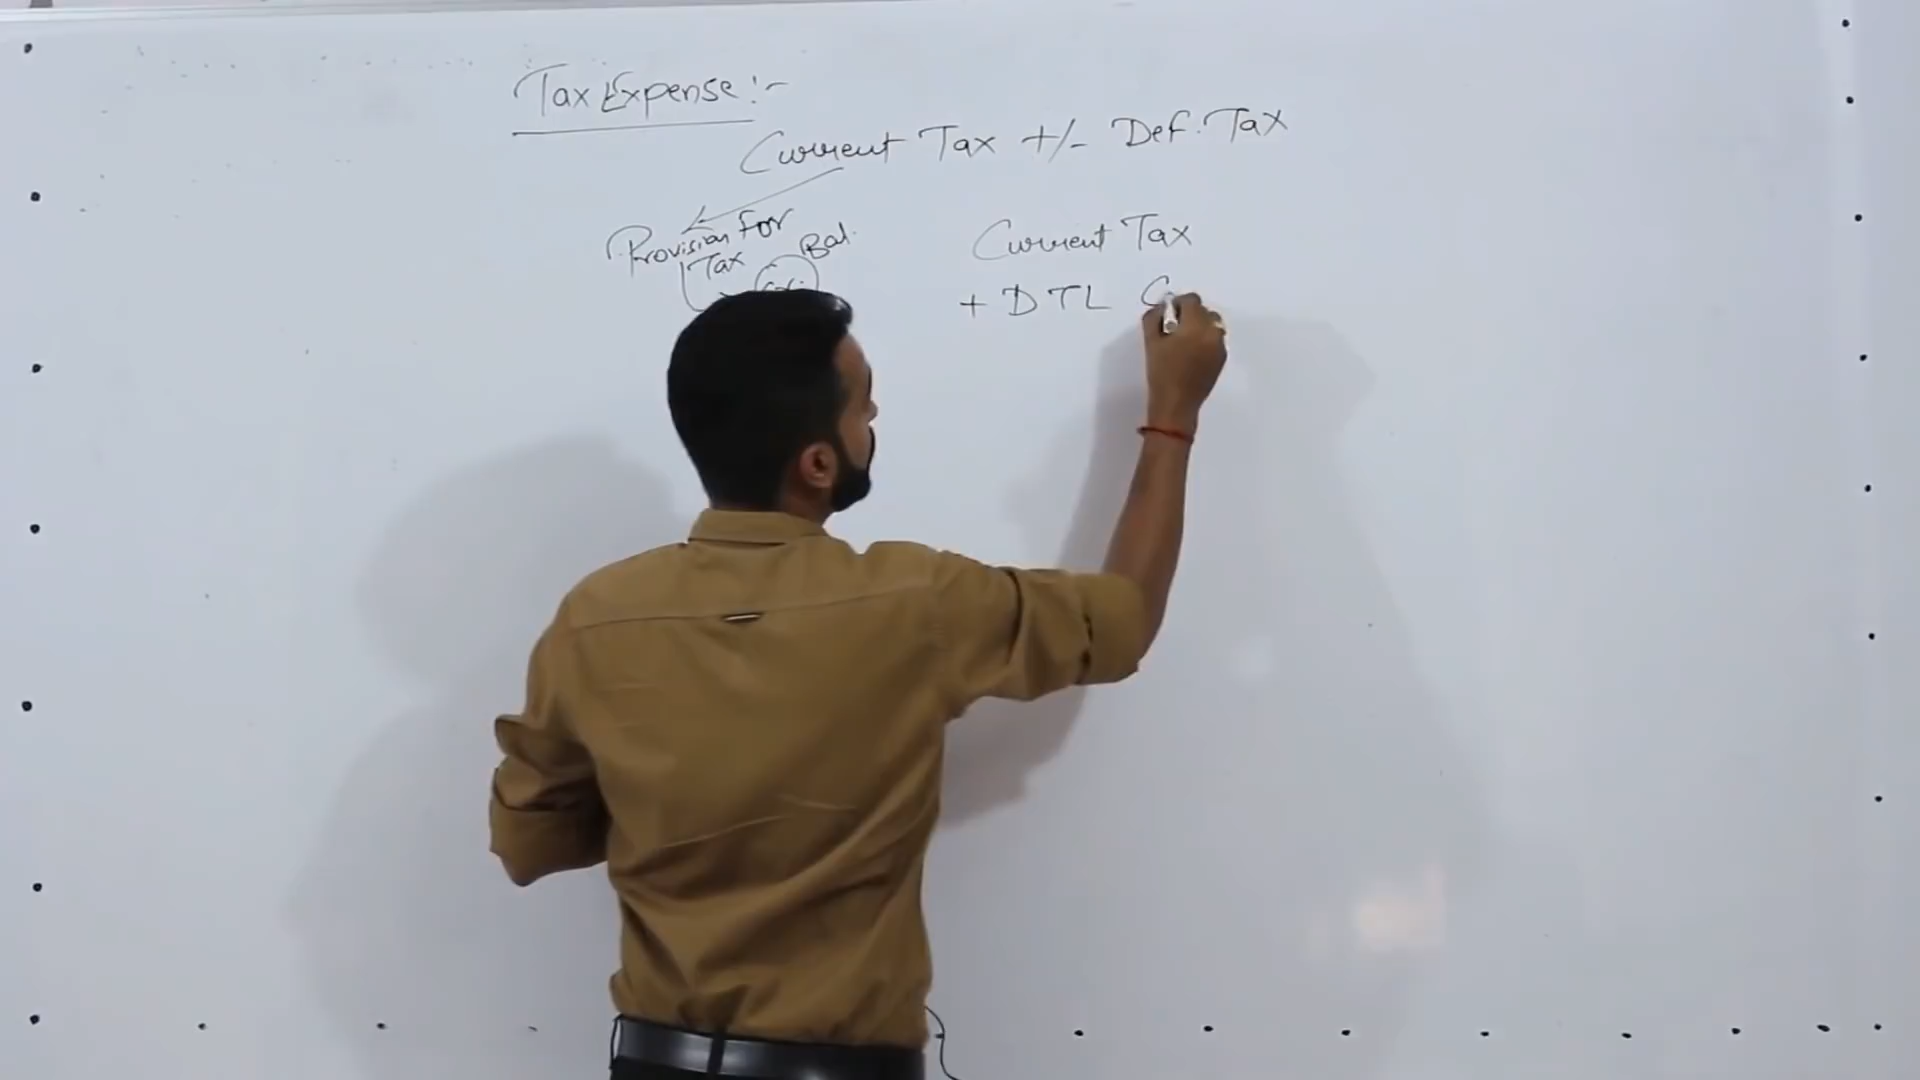 Tax Expense :-
Current Tax +/- Def. Tax
Provision For
Tax
Bal.
Current Tax
+ DTL C